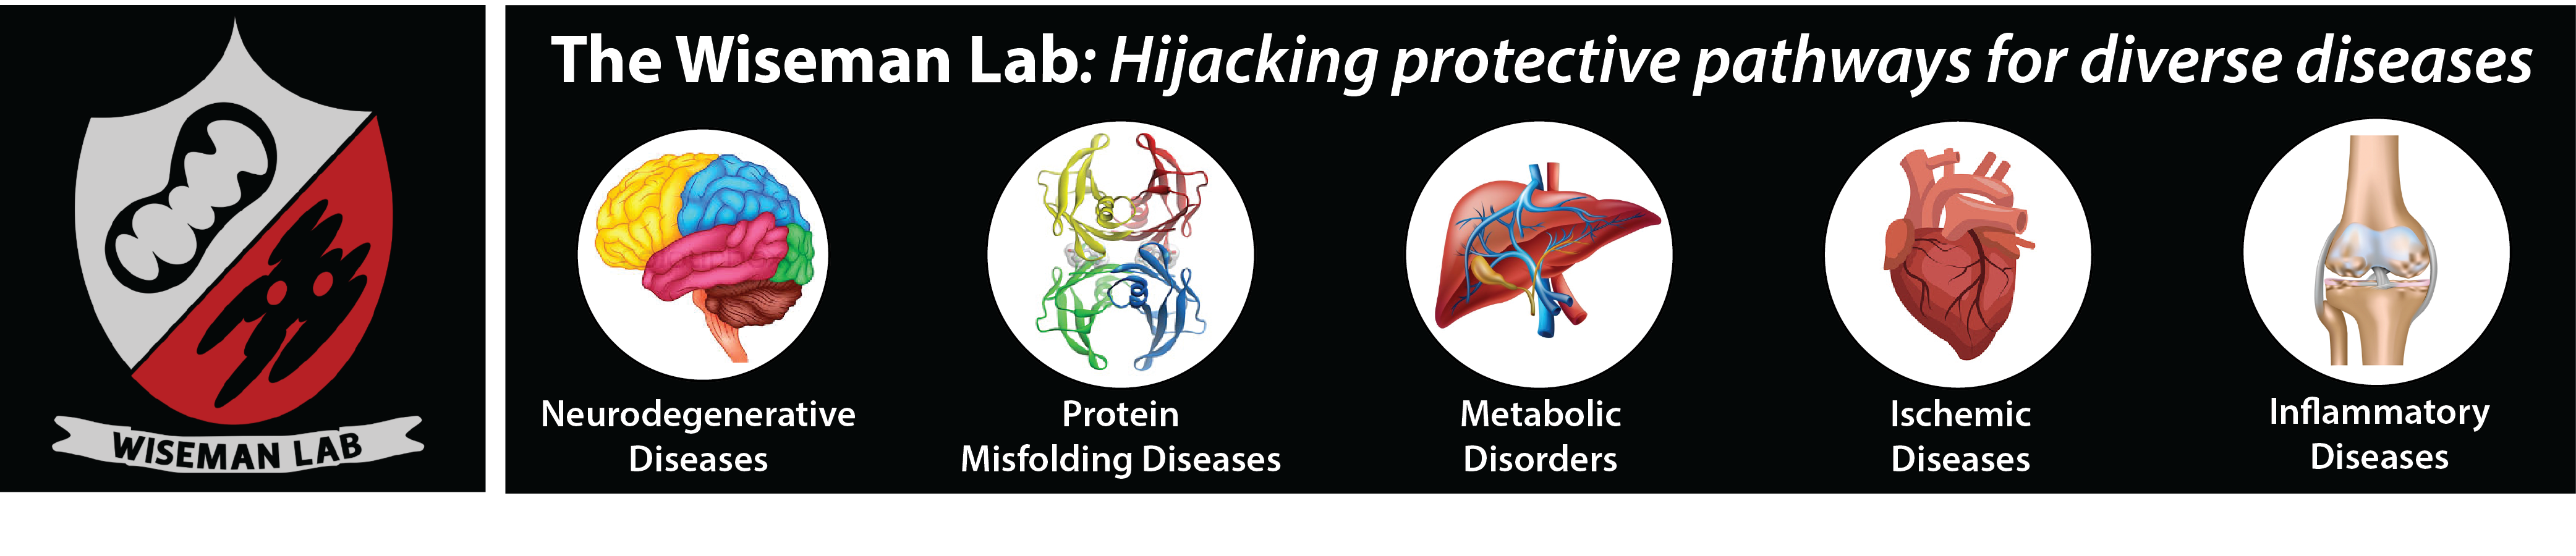 WISEMAN LAB
The Wiseman Lab: Hijacking protective pathways for diverse diseases
Neurodegenerative
Diseases
Protein
Misfolding Diseases
Metabolic
Disorders
Ischemic
Diseases
Inflammatory
Diseases